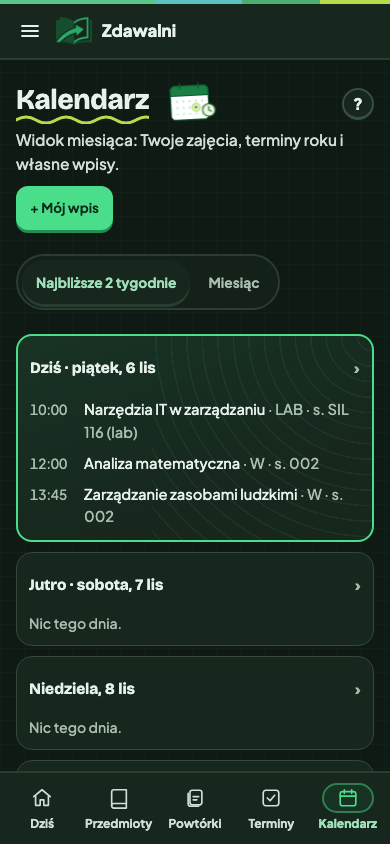 Zdawalni
Kalendarz
?
Widok miesiąca: Twoje zajęcia, terminy roku i
własne wpisy.
+ Mój wpis
Najbliższe 2 tygodnie
Miesiąc
Dziś · piątek, 6 lis
›
10:00 Narzędzia IT w zarządzaniu · LAB · s. SIL
116 (lab)
12:00 Analiza matematyczna · W · s. 002
13:45 Zarządzanie zasobami ludzkimi · W · s.
002
Jutro · sobota, 7 lis
›
Nic tego dnia.
Niedziela, 8 lis
›
Nic tego dnia.
Dziś
Przedmioty
Powtórki
Terminy
Kalendarz